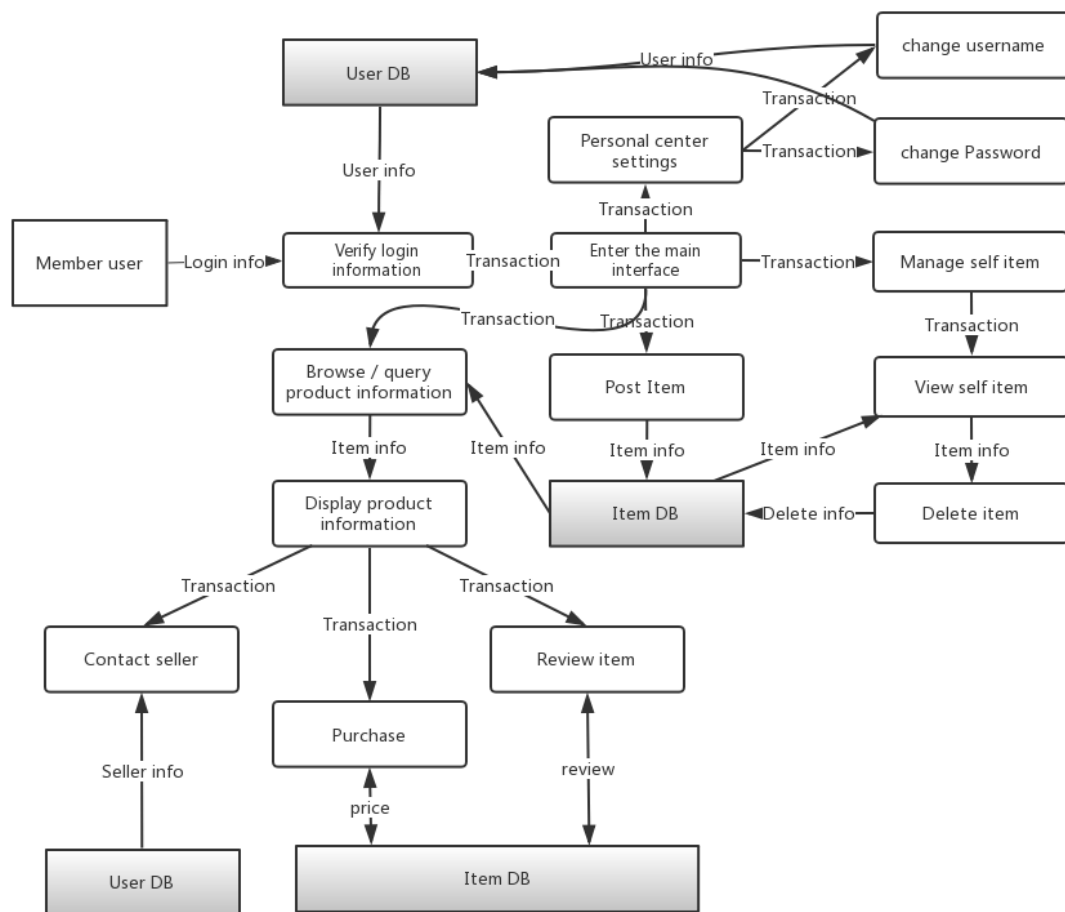 change username
User DB
User info
Transaction
Personal center
settings
Transaction
change Password
User info
Transaction
Member user
Login info
Verify login
information
Transaction
Enter the main
interface
Transaction
Manage self item
Transaction
Transaction
Transaction
Browse / query
product information
Post Item
View self item
Item info
Item info
Item info
Item info
Item info
Display product
information
Item DB
Delete info
Delete item
Transaction
Transaction
Transaction
Contact seller
Review item
Purchase
Seller info
review
price
User DB
Item DB